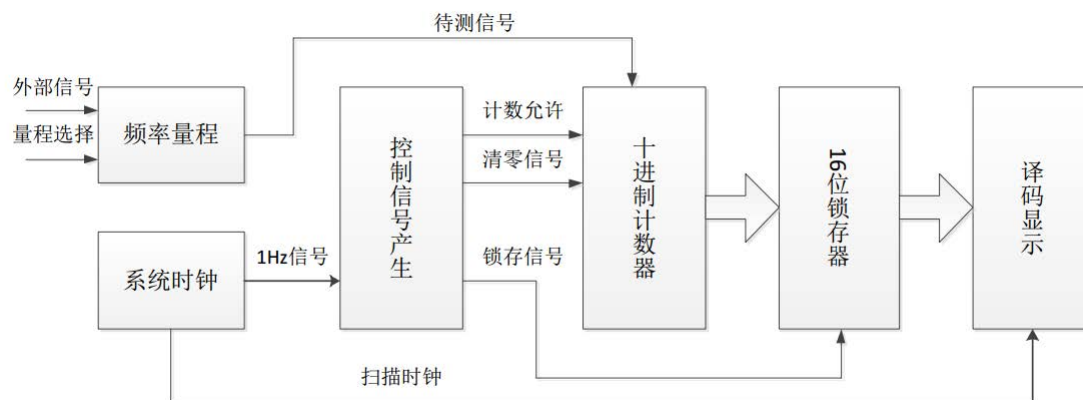 待测信号
外部信号
量程选择
频率量程
控制信号产生
计数允许
清零信号
十进制计数器
16位锁存器
译码显示
系统时钟
1Hz信号
锁存信号
扫描时钟